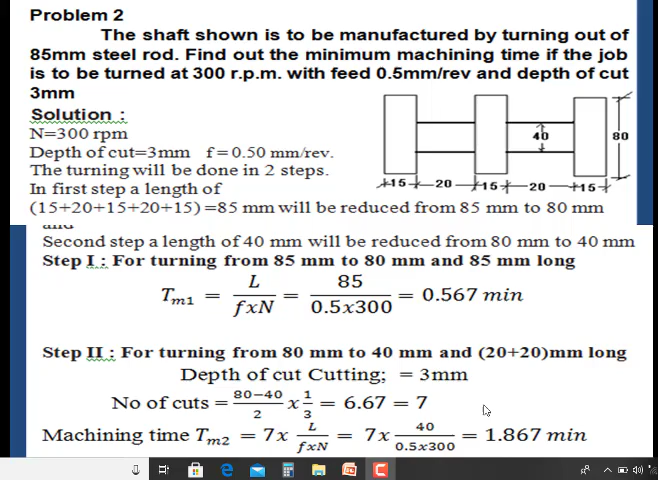 Problem 2
The shaft shown is to be manufactured by turning out of
85mm steel rod. Find out the minimum machining time if the job
is to be turned at 300 r.p.m. with feed 0.5mm/rev and depth of cut
3mm
Solution :
N=300 rpm
Depth of cut=3mm f=0.50 mm/rev.
The turning will be done in 2 steps.
In first step a length of
(15+20+15+20+15) =85 mm will be reduced from 85 mm to 80 mm
40
80
15 20 15 20 15
and
Second step a length of 40 mm will be reduced from 80 mm to 40 mm
Step I : For turning from 85 mm to 80 mm and 85 mm long
T_m1 = L/fxN = 85/0.5x300 = 0.567 min
Step II : For turning from 80 mm to 40 mm and (20+20)mm long
Depth of cut Cutting; = 3mm
No of cuts = 80−40/2 x 1/3 = 6.67 = 7
Machining time T_m2 = 7x L/fxN = 7x 40/0.5x300 = 1.867 min